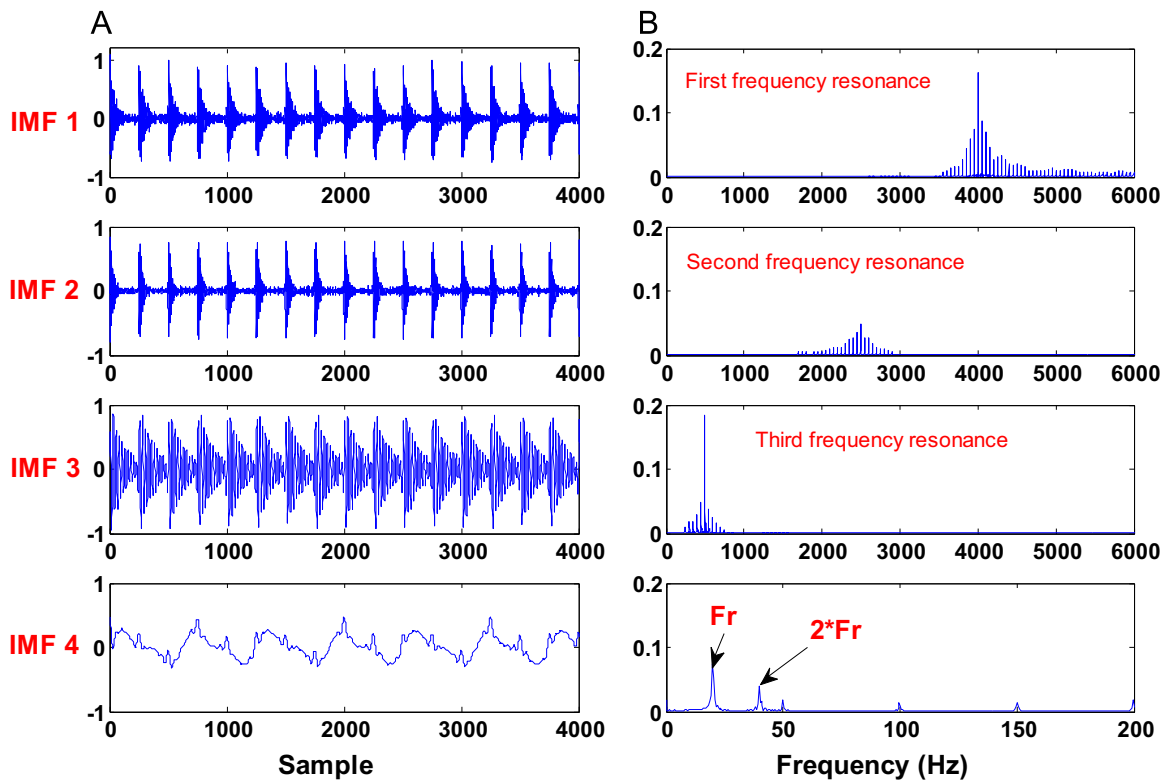 A
B
IMF 1
1
0
-1
0 1000 2000 3000 4000
First frequency resonance
0.2
0.1
0
0 1000 2000 3000 4000 5000 6000
IMF 2
1
0
-1
0 1000 2000 3000 4000
Second frequency resonance
0.2
0.1
0
0 1000 2000 3000 4000 5000 6000
IMF 3
1
0
-1
0 1000 2000 3000 4000
Third frequency resonance
0.2
0.1
0
0 1000 2000 3000 4000 5000 6000
IMF 4
1
0
-1
0 1000 2000 3000 4000
Sample
Fr
2*Fr
0.2
0.1
0
0 50 100 150 200
Frequency (Hz)